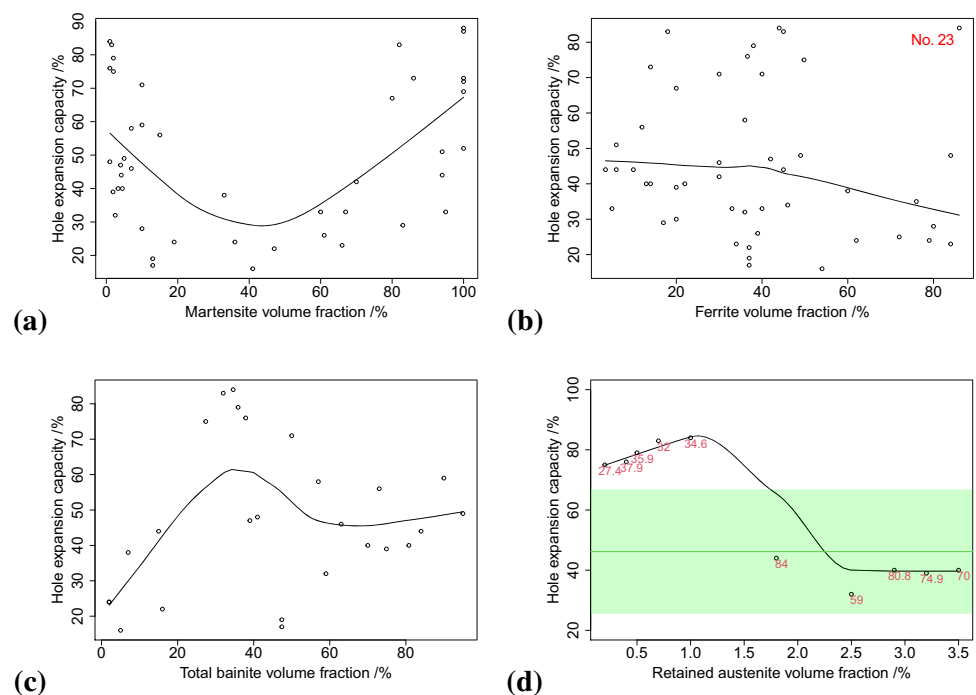 Hole expansion capacity /%
90
80
70
60
50
40
30
20
0 20 40 60 80 100
Martensite volume fraction /%
(a)
Hole expansion capacity /%
80
70
60
50
40
30
20
No. 23
20 40 60 80
Ferrite volume fraction /%
(b)
Hole expansion capacity /%
80
70
60
50
40
30
20
0 20 40 60 80
Total bainite volume fraction /%
(c)
Hole expansion capacity /%
100
80
60
40
20
27.4 37.9 35.9 32 34.6
84 59 80.8 74.9 70
0.5 1.0 1.5 2.0 2.5 3.0 3.5
Retained austenite volume fraction /%
(d)